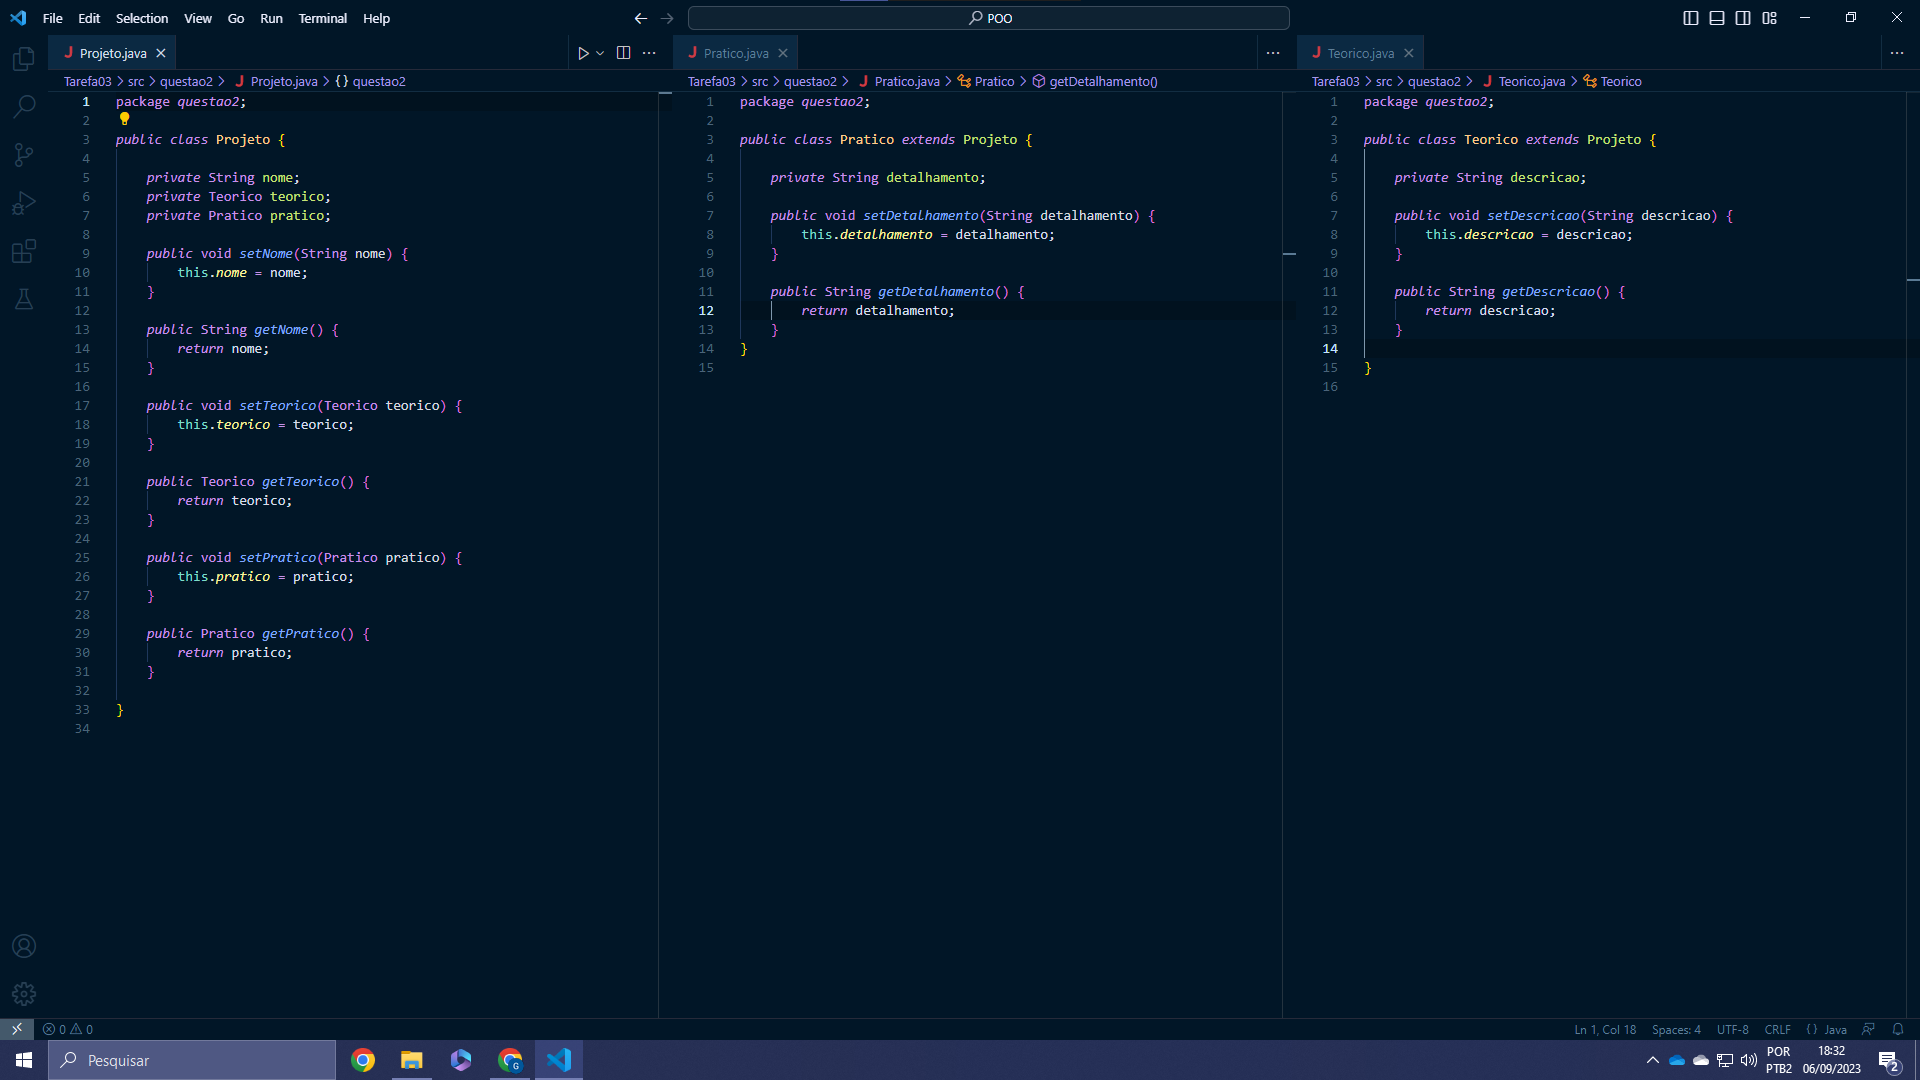 File Edit Selection View Go Run Terminal Help
POO
Projeto.java
Tarefa03 > src > questao2 > Projeto.java > {} questao2
1 package questao2;
2
3 public class Projeto {
4
5 private String nome;
6 private Teorico teorico;
7 private Pratico pratico;
8
9 public void setNome(String nome) {
10 this.nome = nome;
11 }
12
13 public String getNome() {
14 return nome;
15 }
16
17 public void setTeorico(Teorico teorico) {
18 this.teorico = teorico;
19 }
20
21 public Teorico getTeorico() {
22 return teorico;
23 }
24
25 public void setPratico(Pratico pratico) {
26 this.pratico = pratico;
27 }
28
29 public Pratico getPratico() {
30 return pratico;
31 }
32
33 }
34
Pratico.java
Tarefa03 > src > questao2 > Pratico.java > Pratico > getDetalhamento()
1 package questao2;
2
3 public class Pratico extends Projeto {
4
5 private String detalhamento;
6
7 public void setDetalhamento(String detalhamento) {
8 this.detalhamento = detalhamento;
9 }
10
11 public String getDetalhamento() {
12 return detalhamento;
13 }
14 }
15
Teorico.java
Tarefa03 > src > questao2 > Teorico.java > Teorico
1 package questao2;
2
3 public class Teorico extends Projeto {
4
5 private String descricao;
6
7 public void setDescricao(String descricao) {
8 this.descricao = descricao;
9 }
10
11 public String getDescricao() {
12 return descricao;
13 }
14
15 }
16
0 0
Ln 1, Col 18 Spaces: 4 UTF-8 CRLF {} Java
Pesquisar
G
POR
PTB2
18:32
06/09/2023
2